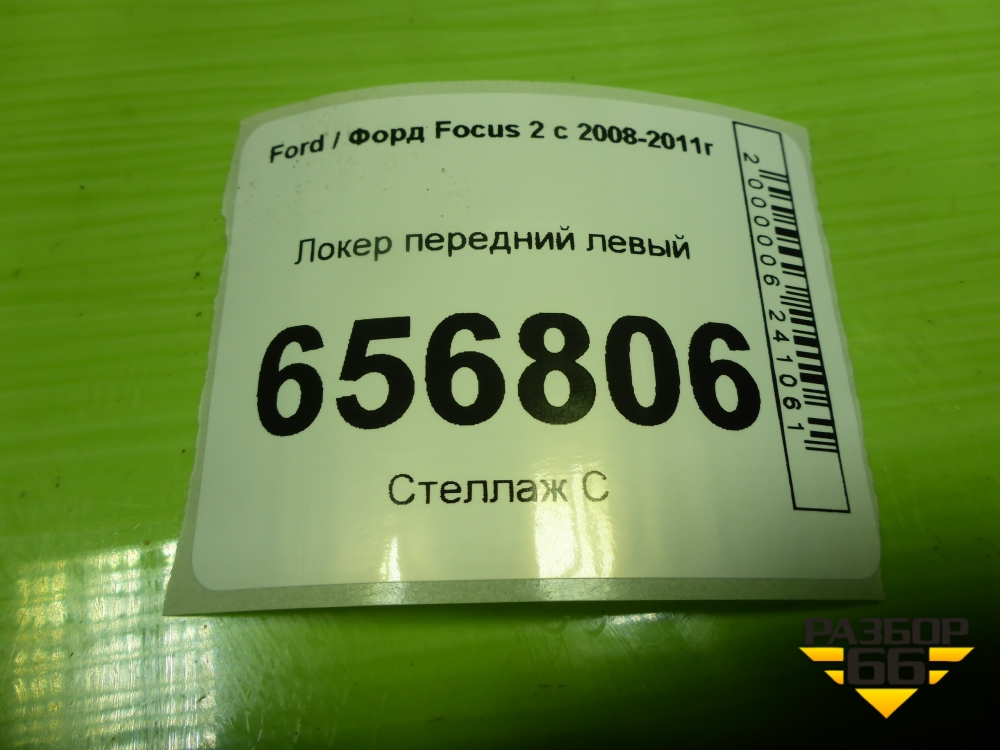 Ford / Форд Focus 2 с 2008-2011г
Локер передний левый
656806
Стеллаж С
2000006241061
РАЗБОР
66